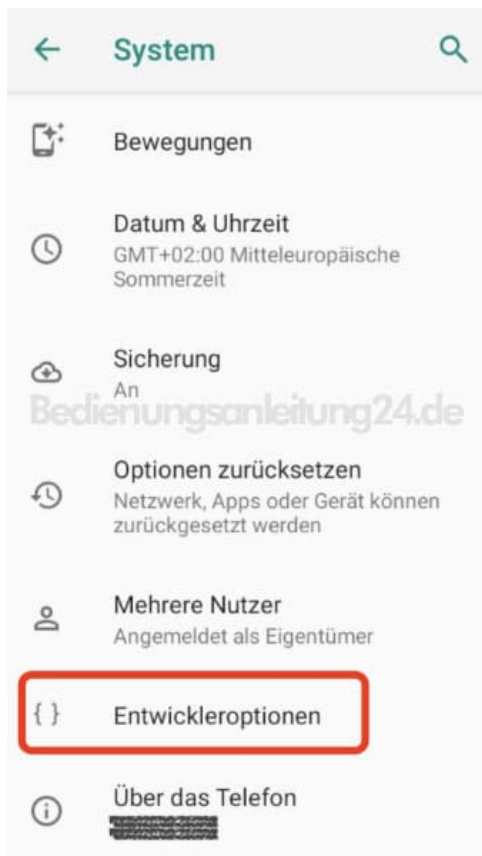 System
Bewegungen
Datum & Uhrzeit
GMT+02:00 Mitteleuropäische
Sommerzeit
Sicherung
An
Bedienungsanleitung24.de
Optionen zurücksetzen
Netzwerk, Apps oder Gerät können
zurückgesetzt werden
Mehrere Nutzer
Angemeldet als Eigentümer
{ } Entwickleroptionen
Über das Telefon